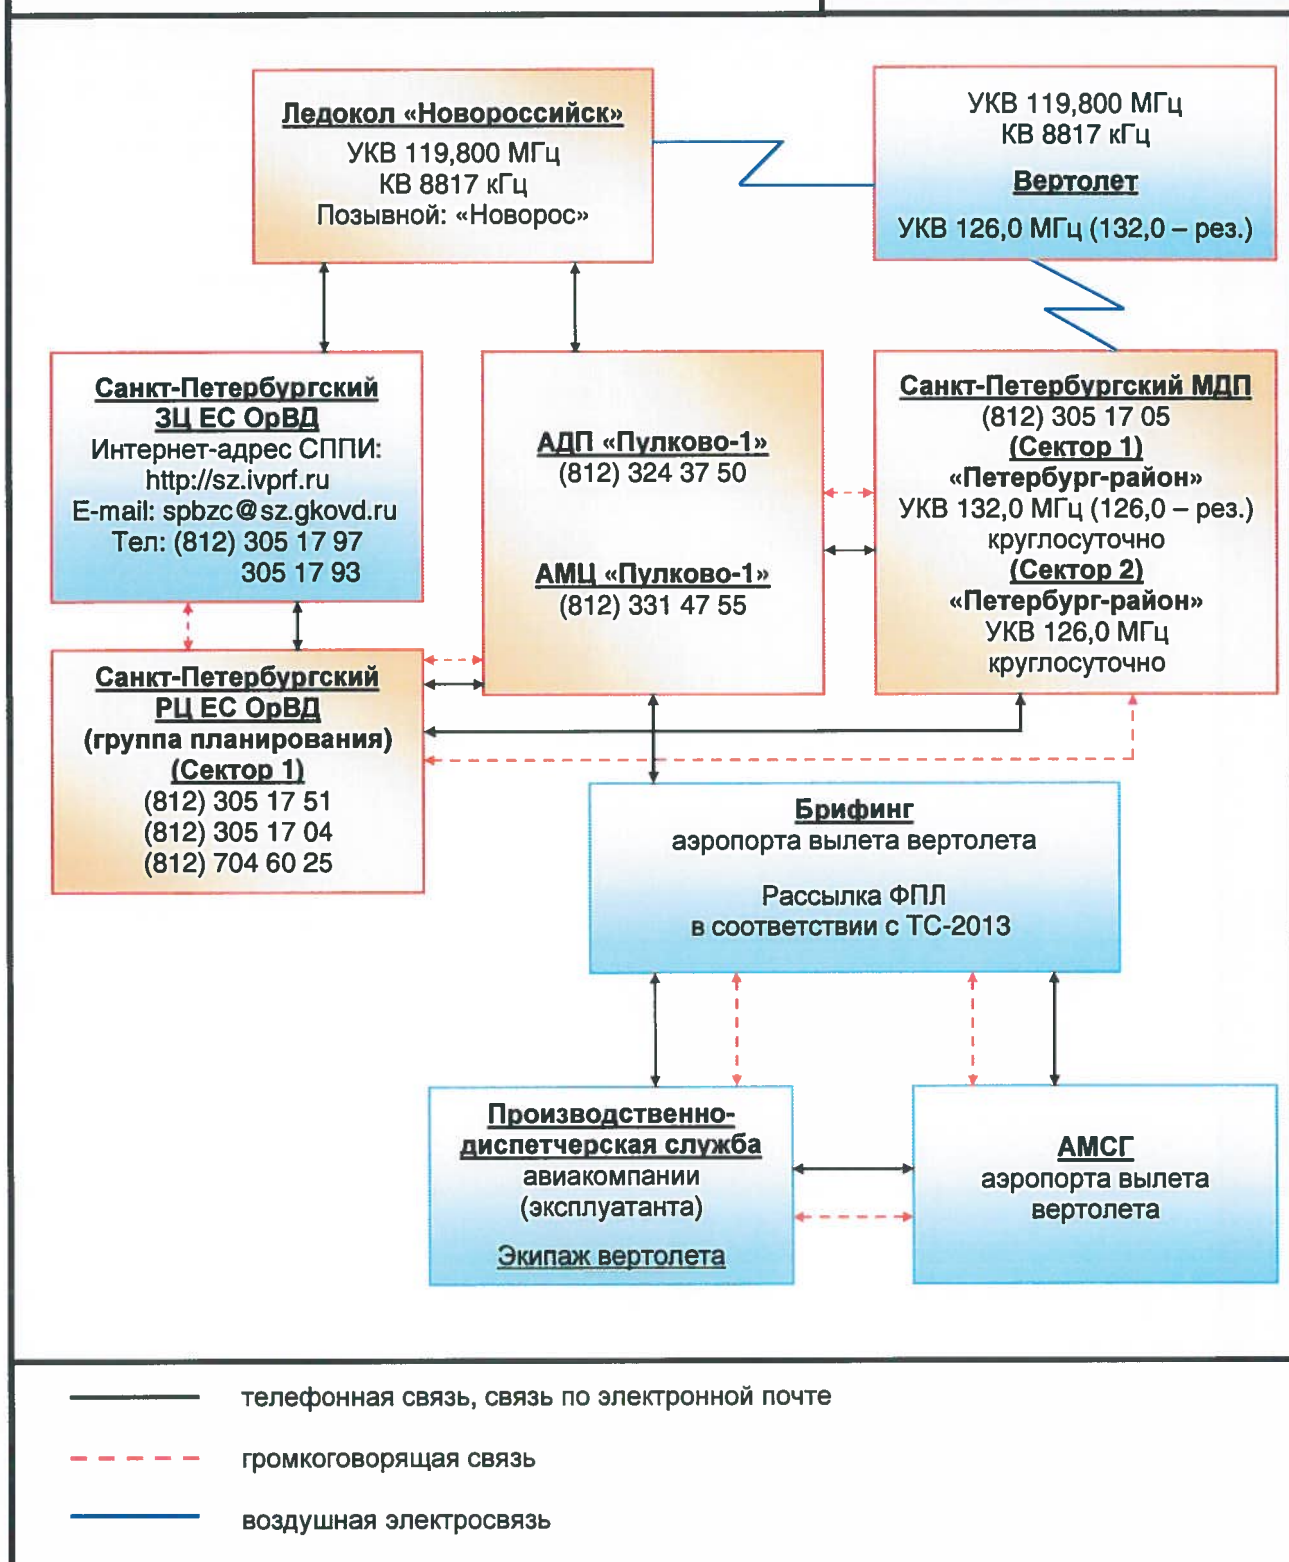 Ледокол «Новороссийск»
УКВ 119,800 МГц
КВ 8817 кГц
Позывной: «Новорос»
УКВ 119,800 МГц
КВ 8817 кГц
Вертолет
УКВ 126,0 МГц (132,0 – рез.)
Санкт-Петербургский
ЗЦ ЕС ОрВД
Интернет-адрес СППИ:
http://sz.ivprf.ru
E-mail: spbzc@sz.gkovd.ru
Тел: (812) 305 17 97
305 17 93
АДП «Пулково-1»
(812) 324 37 50
АМЦ «Пулково-1»
(812) 331 47 55
Санкт-Петербургский МДП
(812) 305 17 05
(Сектор 1)
«Петербург-район»
УКВ 132,0 МГц (126,0 – рез.)
круглосуточно
(Сектор 2)
«Петербург-район»
УКВ 126,0 МГц
круглосуточно
Санкт-Петербургский
РЦ ЕС ОрВД
(группа планирования)
(Сектор 1)
(812) 305 17 51
(812) 305 17 04
(812) 704 60 25
Брифинг
аэропорта вылета вертолета
Рассылка ФПЛ
в соответствии с ТС-2013
Производственно-
диспетчерская служба
авиакомпании
(эксплуатанта)
Экипаж вертолета
АМСГ
аэропорта вылета
вертолета
телефонная связь, связь по электронной почте
громкоговорящая связь
воздушная электросвязь